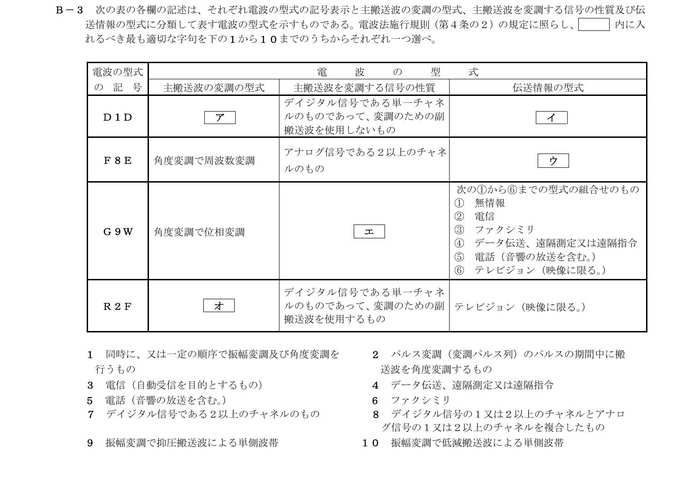 B－3 次の表の各欄の記述は、それぞれ電波の型式の記号表示と主搬送波の変調の型式、主搬送波を変調する信号の性質及び伝
送情報の型式に分類して表す電波の型式を示すものである。電波法施行規則（第４条の２）の規定に照らし、 内に入
れるべき最も適切な字句を下の１から１０までのうちからそれぞれ一つ選べ。
電波の型式
の記号
電波の型式
主搬送波の変調の型式
主搬送波を変調する信号の性質
伝送情報の型式
D1D
ア
デイジタル信号である単一チャネ
ルのものであって、変調のための副
搬送波を使用しないもの
イ
F8E
角度変調で周波数変調
アナログ信号である２以上のチャネ
ルのもの
ウ
G9W
角度変調で位相変調
エ
次の①から⑥までの型式の組合せのもの
① 無情報
② 電信
③ ファクシミリ
④ データ伝送、遠隔測定又は遠隔指令
⑤ 電話（音響の放送を含む。）
⑥ テレビジョン（映像に限る。）
R2F
オ
デイジタル信号である単一チャネ
ルのものであって、変調のための副
搬送波を使用するもの
テレビジョン（映像に限る。）
1 同時に、又は一定の順序で振幅変調及び角度変調を
行うもの
2 パルス変調（変調パルス列）のパルスの期間中に搬
送波を角度変調するもの
3 電信（自動受信を目的とするもの）
4 データ伝送、遠隔測定又は遠隔指令
5 電話（音響の放送を含む。）
6 ファクシミリ
7 デイジタル信号である２以上のチャネルのもの
8 デイジタル信号の１又は２以上のチャネルとアナロ
グ信号の１又は２以上のチャネルを複合したもの
9 振幅変調で抑圧搬送波による単側波帯
10 振幅変調で低減搬送波による単側波帯